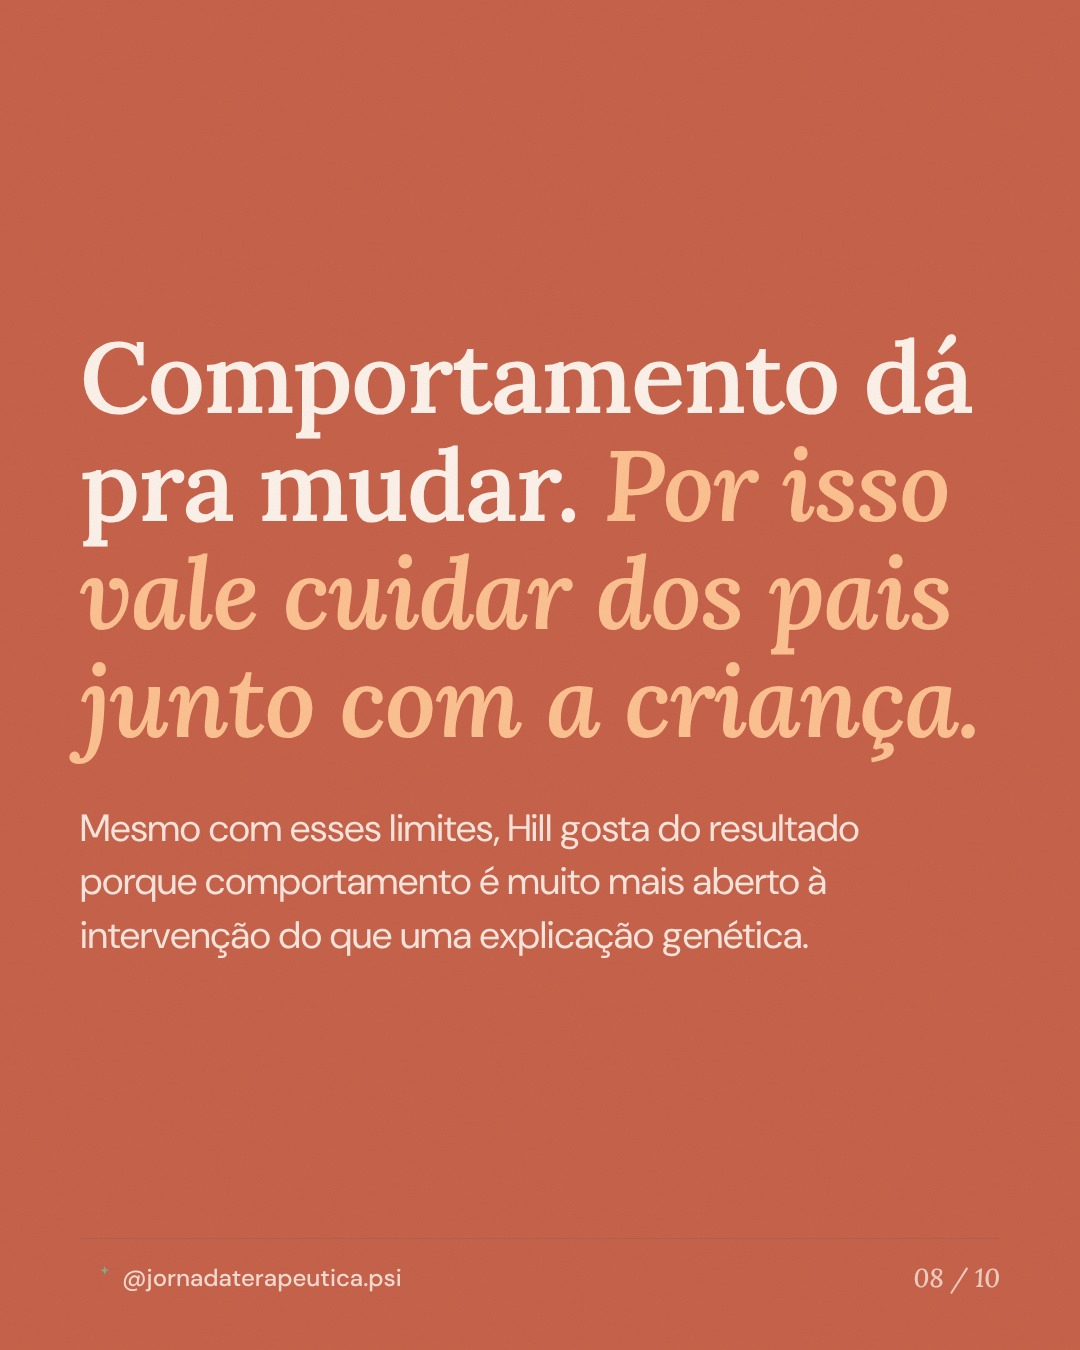 Comportamento dá
pra mudar. Por isso
vale cuidar dos pais
junto com a criança.
Mesmo com esses limites, Hill gosta do resultado
porque comportamento é muito mais aberto à
intervenção do que uma explicação genética.
@jornadaterapeutica.psi
08 / 10